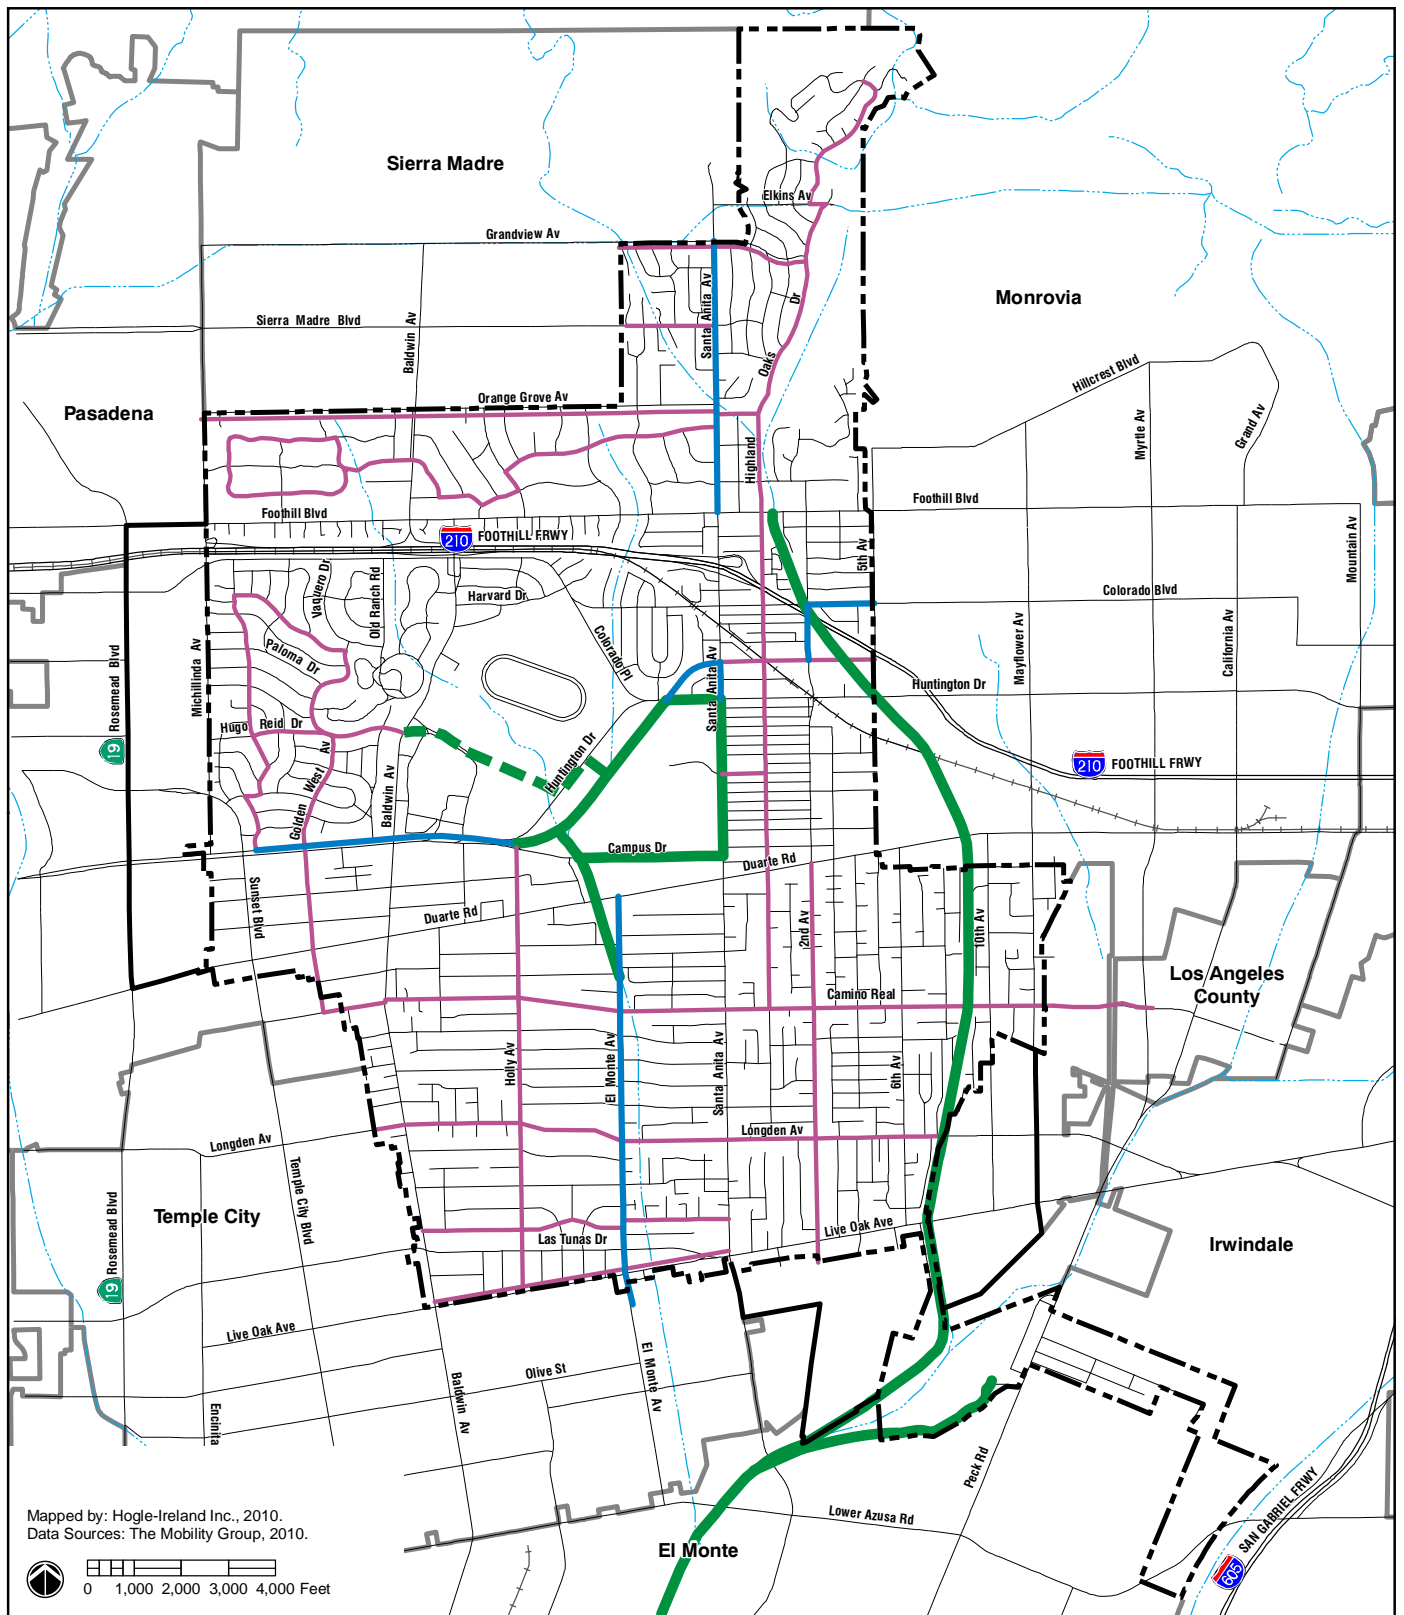 Sierra Madre
Elkins Av
Grandview Av
Santa Anita Av
Dr
Oaks
Monrovia
Sierra Madre Blvd
Baldwin Av
Hillcrest Blvd
Orange Grove Av
Pasadena
Myrtle Av
Grand Av
Highland
Foothill Blvd
Foothill Blvd
210
FOOTHILL FRWY
5th Av
Mountain Av
Vaquero Dr
Old Ranch Rd
Harvard Dr
Colorado Blvd
Paloma Dr
Colorado Pl
Mayflower Av
California Av
Rosemead Blvd
19
Michillinda Av
Santa Anita Av
Huntington Dr
Hugo Reid Dr
Golden West Av
Baldwin Av
Huntington Dr
210
FOOTHILL FRWY
Campus Dr
Duarte Rd
Sunset Blvd
Duarte Rd
2nd Av
10th Av
Los Angeles
County
Camino Real
Holly Av
El Monte Av
Santa Anita Av
6th Av
Longden Av
Longden Av
Temple City Blvd
Rosemead Blvd
19
Temple City
Las Tunas Dr
Live Oak Ave
Irwindale
Live Oak Ave
Olive St
El Monte Av
Baldwin Av
Encinita
Peck Rd
Lower Azusa Rd
El Monte
SAN GABRIEL FRWY
605
Mapped by: Hogle-Ireland Inc., 2010.
Data Sources: The Mobility Group, 2010.
0 1,000 2,000 3,000 4,000 Feet